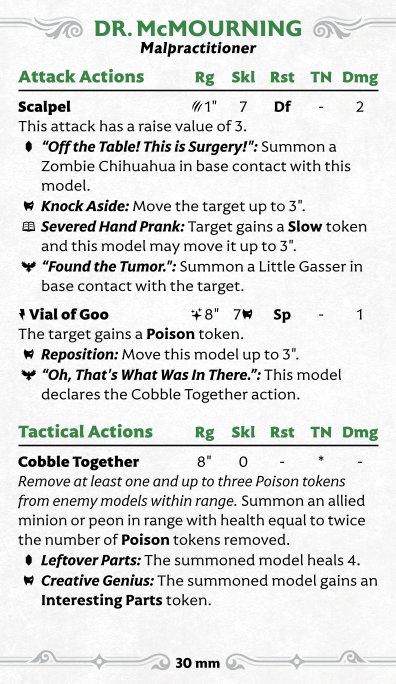 DR. McMOURNING
Malpractitioner
Attack Actions Rg Skl Rst TN Dmg
Scalpel 1" 7 Df - 2
This attack has a raise value of 3.
"Off the Table! This is Surgery!": Summon a
Zombie Chihuahua in base contact with this
model.
Knock Aside: Move the target up to 3".
Severed Hand Prank: Target gains a Slow token
and this model may move it up to 3".
"Found the Tumor.": Summon a Little Gasser in
base contact with the target.
Vial of Goo 8" 7 Sp - 1
The target gains a Poison token.
Reposition: Move this model up to 3".
"Oh, That's What Was In There.": This model
declares the Cobble Together action.
Tactical Actions Rg Skl Rst TN Dmg
Cobble Together 8" 0 - * -
Remove at least one and up to three Poison tokens
from enemy models within range. Summon an allied
minion or peon in range with health equal to twice
the number of Poison tokens removed.
Leftover Parts: The summoned model heals 4.
Creative Genius: The summoned model gains an
Interesting Parts token.
30 mm